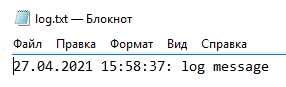 log.txt — Блокнот
Файл Правка Формат Вид Справка
27.04.2021 15:58:37: log message